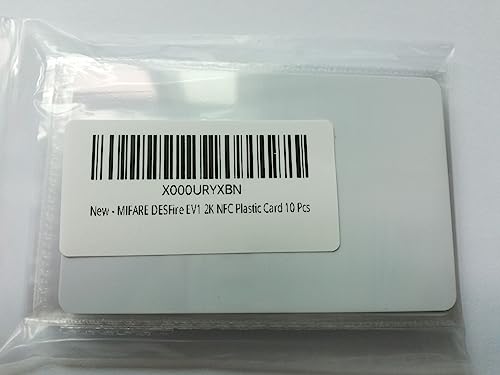 X000URYXBN
New - MIFARE DESFire EV1 2K NFC Plastic Card 10 Pcs